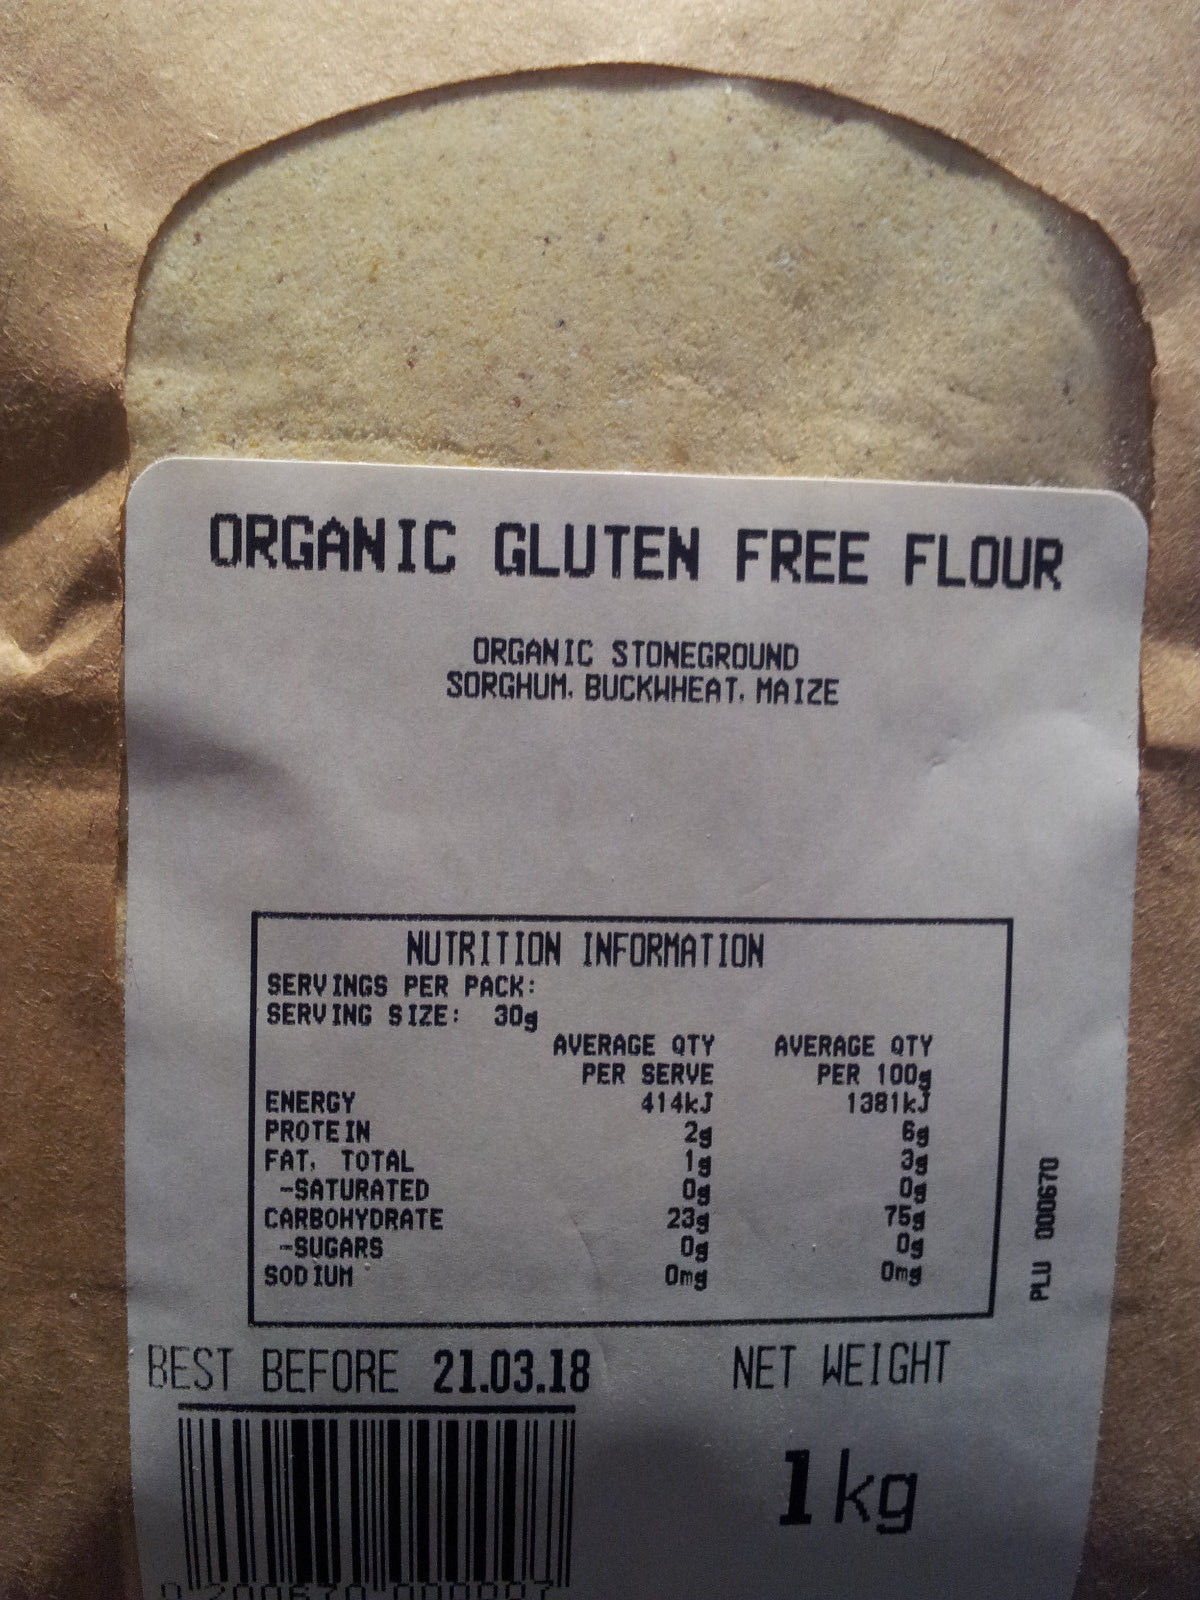 ORGANIC GLUTEN FREE FLOUR
ORGANIC STONEGROUND
SORGHUM, BUCKWHEAT, MAIZE
NUTRITION INFORMATION
SERVINGS PER PACK:
SERVING SIZE: 30g
AVERAGE QTY AVERAGE QTY
PER SERVE PER 100g
ENERGY 414kJ 1381kJ
PROTEIN 2g 6g
FAT, TOTAL 1g 3g
-SATURATED 0g 0g
CARBOHYDRATE 23g 75g
-SUGARS 0g 0g
SODIUM 0mg 0mg
PLU 000670
BEST BEFORE 21.03.18 NET WEIGHT
1kg